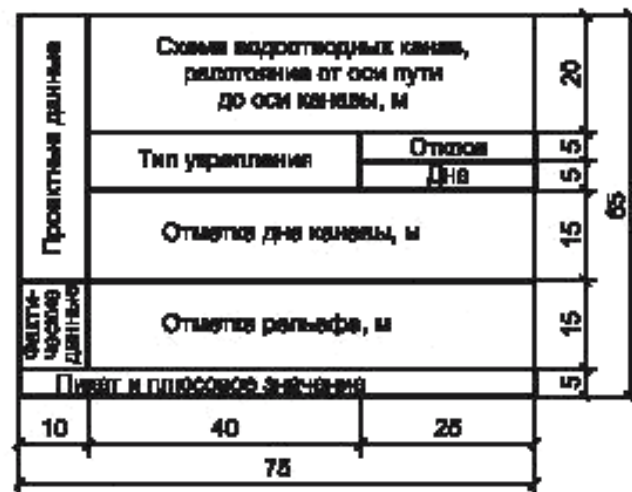 Проектные данные
Схема водоотводных канав,
расстояние от оси пути
до оси канавы, м
20
Тип укрепления
Откоса
5
Дна
5
65
Отметка дна канавы, м
15
Факти-
ческие
данные
Отметка рельефа, м
15
Пикет и плюсовое значение
5
10
40
25
75